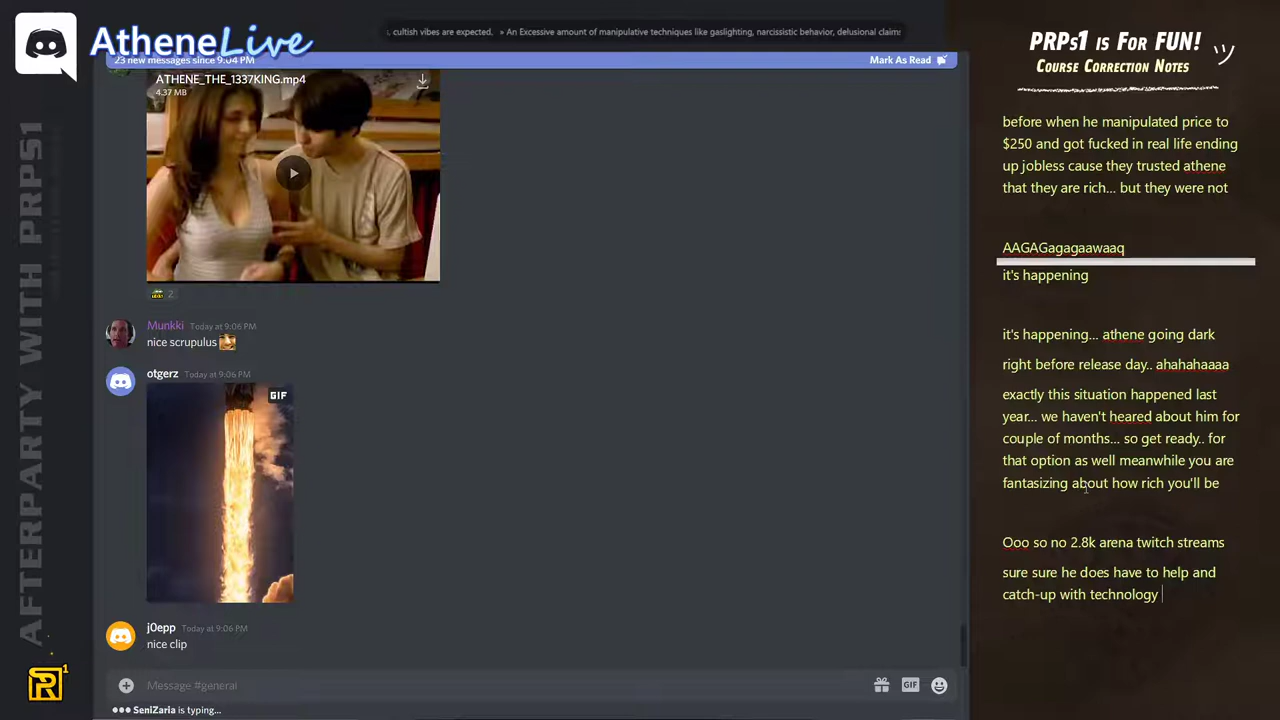 AtheneLive
, cultish vibes are expected. » An Excessive amount of manipulative techniques like gaslighting, narcissistic behavior, delusional claims
23 new messages since 9:04 PM
Mark As Read
ATHENE_THE_1337KING.mp4
4.37 MB
2
Munkki Today at 9:06 PM
nice scrupulus
otgerz Today at 9:06 PM
GIF
j0epp Today at 9:06 PM
nice clip
Message #general
GIF
SeniZaria is typing...
AFTERPARTY WITH PRPS1
R1
PRPs1 is For FUN!
Course Correction Notes
before when he manipulated price to
$250 and got fucked in real life ending
up jobless cause they trusted athene
that they are rich... but they were not
AAGAGagagaawaaq
it's happening
it's happening... athene going dark
right before release day.. ahahahaaaa
exactly this situation happened last
year... we haven't heared about him for
couple of months... so get ready.. for
that option as well meanwhile you are
fantasizing about how rich you'll be
Ooo so no 2.8k arena twitch streams
sure sure he does have to help and
catch-up with technology